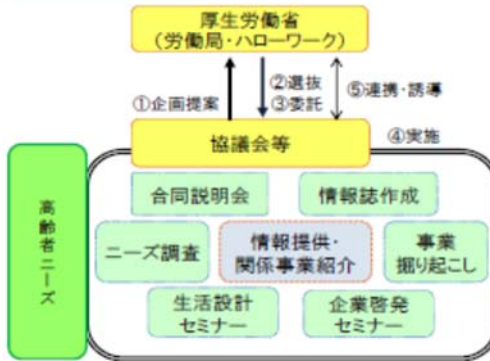 厚生労働省
(労働局・ハローワーク)
①企画提案
②選抜
③委託
⑤連携・誘導
協議会等
④実施
高齢者ニーズ
合同説明会
情報誌作成
ニーズ調査
情報提供・
関係事業紹介
事業
掘り起こし
生活設計
セミナー
企業啓発
セミナー